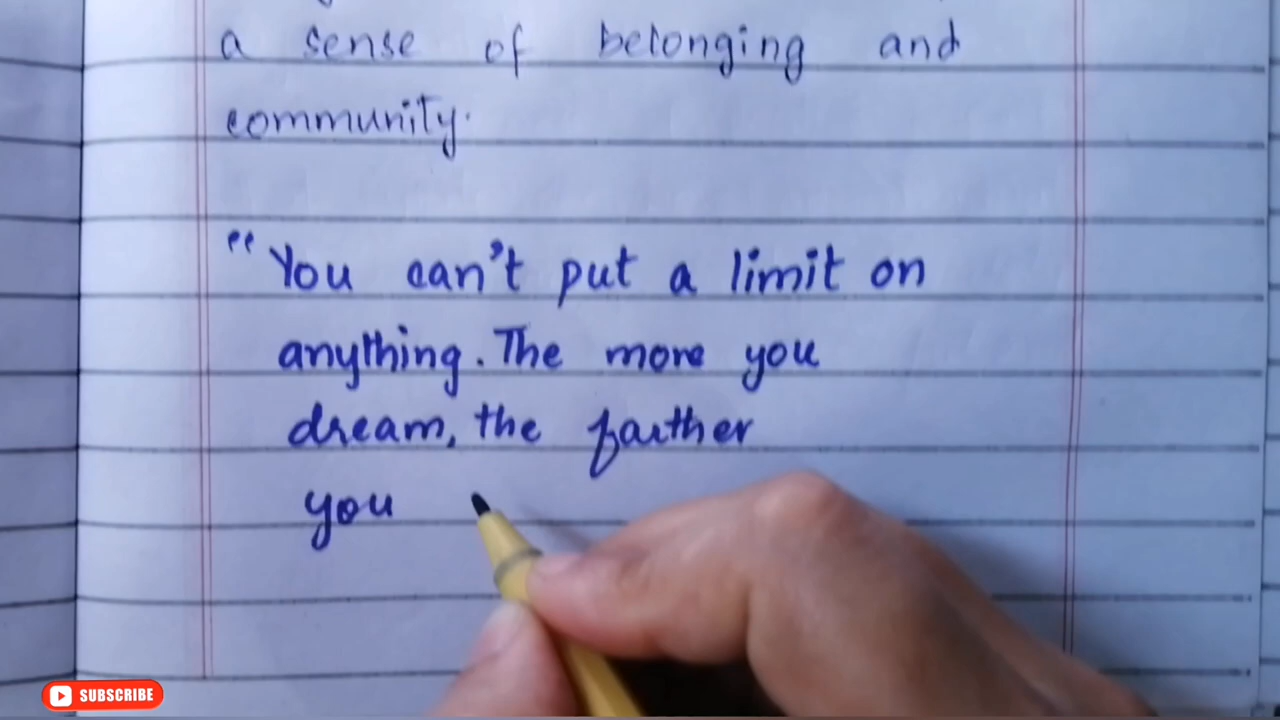 a sense of belonging and
community.
"You can't put a limit on
anything. The more you
dream, the farther
you
SUBSCRIBE